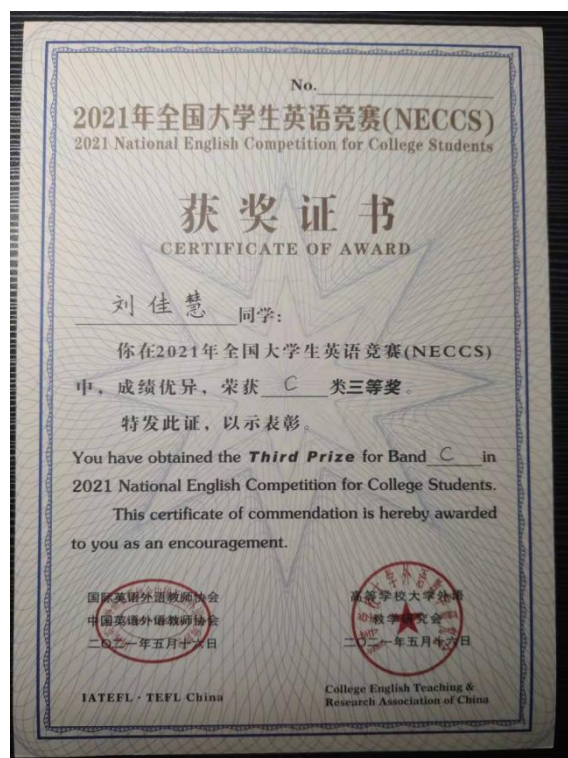 No.
2021年全国大学生英语竞赛(NECCS)
2021 National English Competition for College Students
获奖证书
CERTIFICATE OF AWARD
刘佳慧 同学：
你在2021年全国大学生英语竞赛(NECCS)
中，成绩优异，荣获 C 类三等奖。
特发此证，以示表彰。
You have obtained the Third Prize for Band C in
2021 National English Competition for College Students.
This certificate of commendation is hereby awarded
to you as an encouragement.
国际英语外语教师协会
中国英语外语教师协会
二〇二一年五月十六日
IATEFL · TEFL China
高等学校大学外语
教学研究会
二〇二一年五月十六日
College English Teaching &
Research Association of China